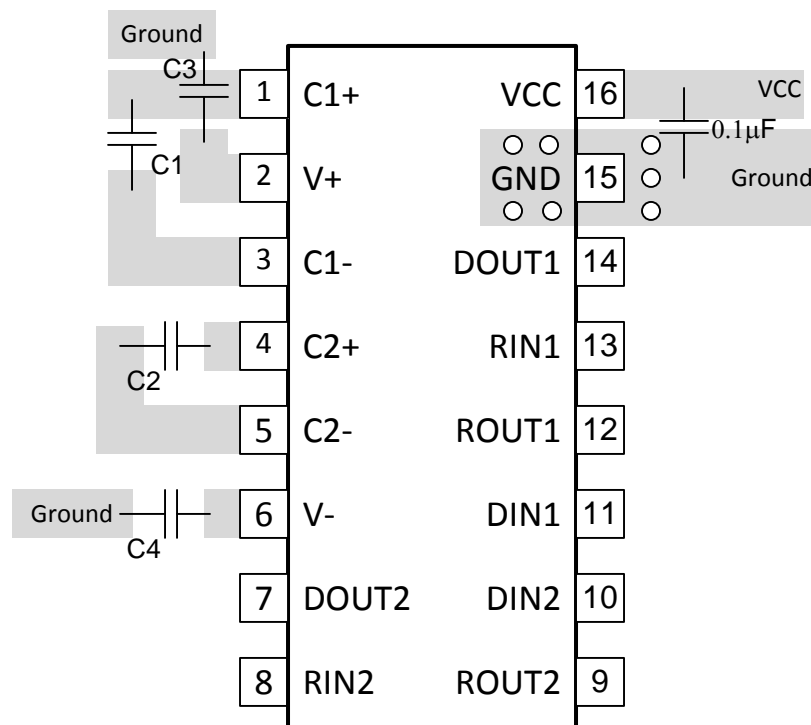 Ground
C3
1 C1+ VCC 16 VCC
C1 0.1μF
2 V+ GND 15 Ground
3 C1- DOUT1 14
4 C2+ RIN1 13
C2
5 C2- ROUT1 12
Ground 6 V- DIN1 11
C4
7 DOUT2 DIN2 10
8 RIN2 ROUT2 9